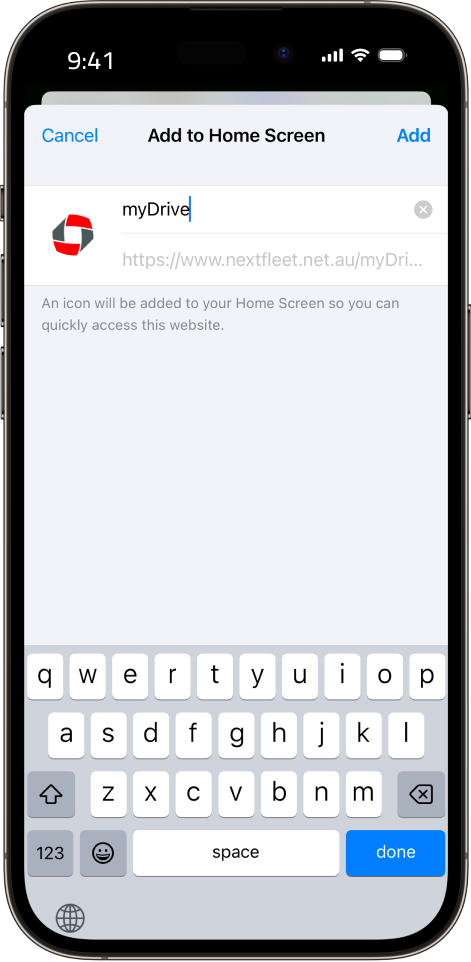 9:41
Cancel Add to Home Screen Add
myDrive
https://www.nextfleet.net.au/myDri...
An icon will be added to your Home Screen so you can
quickly access this website.
q w e r t y u i o p
a s d f g h j k l
z x c v b n m
123 space done